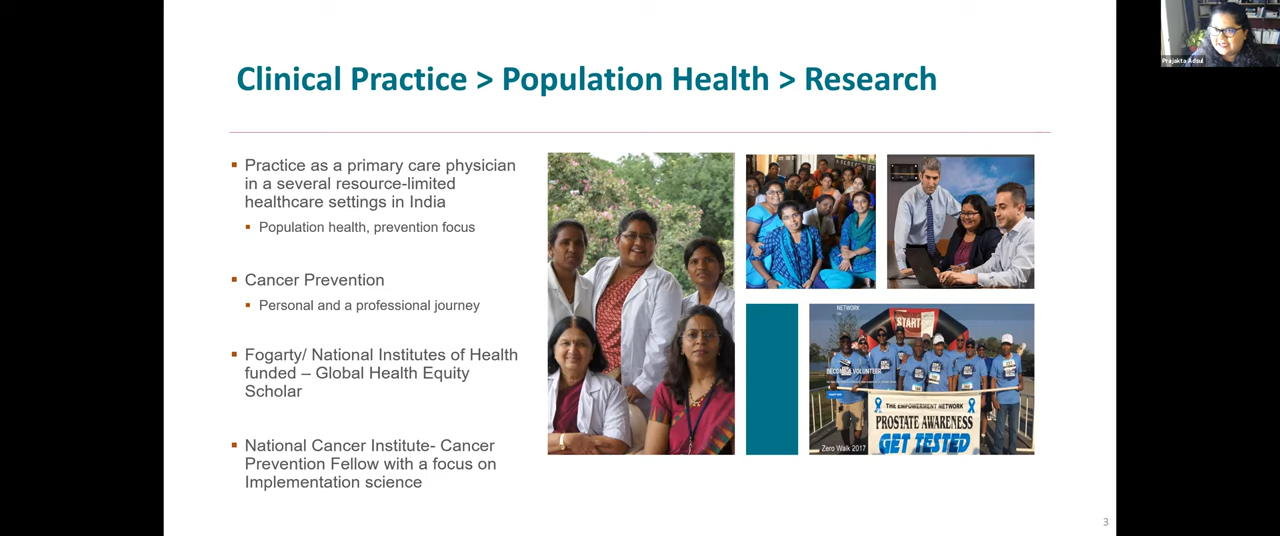 Prajakta Adsul
Clinical Practice > Population Health > Research
▪ Practice as a primary care physician
in a several resource-limited
healthcare settings in India
▪ Population health, prevention focus
▪ Cancer Prevention
▪ Personal and a professional journey
▪ Fogarty/ National Institutes of Health
funded – Global Health Equity
Scholar
▪ National Cancer Institute- Cancer
Prevention Fellow with a focus on
Implementation science
NETWORK
START
VOLUNTEER
THE EMPOWERMENT NETWORK
PROSTATE AWARENESS
GET TESTED
Zero Walk 2017
3